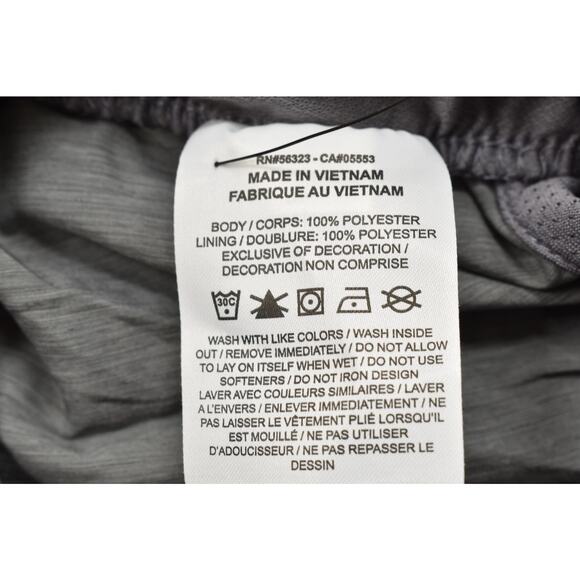 RN#56323 - CA#05553
MADE IN VIETNAM
FABRIQUE AU VIETNAM
BODY / CORPS: 100% POLYESTER
LINING / DOUBLURE: 100% POLYESTER
EXCLUSIVE OF DECORATION /
DECORATION NON COMPRISE
30C
WASH WITH LIKE COLORS / WASH INSIDE
OUT / REMOVE IMMEDIATELY / DO NOT ALLOW
TO LAY ON ITSELF WHEN WET / DO NOT USE
SOFTENERS / DO NOT IRON DESIGN
LAVER AVEC COULEURS SIMILAIRES / LAVER
A L'ENVERS / ENLEVER IMMEDIATEMENT / NE
PAS LAISSER LE VÊTEMENT PLIÉ LORSQU'IL
EST MOUILLÉ / NE PAS UTILISER
D'ADOUCISSEUR / NE PAS REPASSER LE
DESSIN